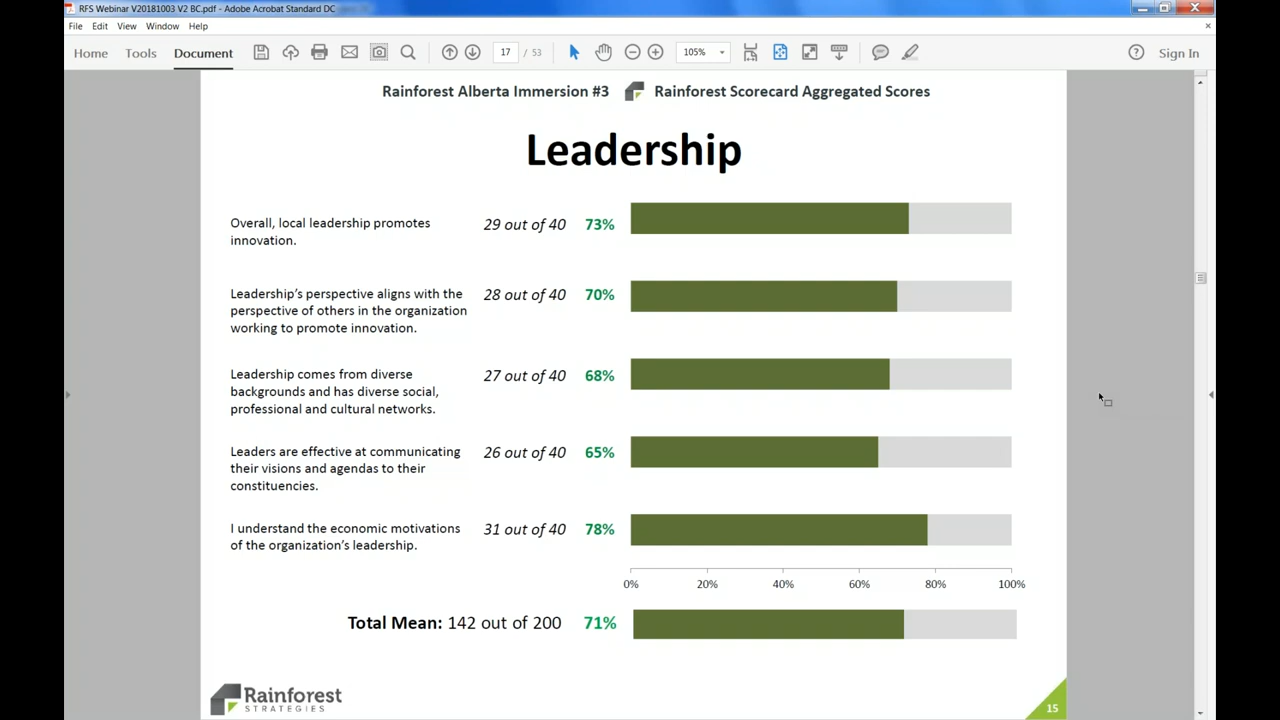 RFS Webinar V20181003 V2 BC.pdf - Adobe Acrobat Standard DC
File Edit View Window Help
Home Tools Document 17 / 53 105% Sign In
Rainforest Alberta Immersion #3 Rainforest Scorecard Aggregated Scores
Leadership
Overall, local leadership promotes
innovation.
29 out of 40 73%
Leadership’s perspective aligns with the
perspective of others in the organization
working to promote innovation.
28 out of 40 70%
Leadership comes from diverse
backgrounds and has diverse social,
professional and cultural networks.
27 out of 40 68%
Leaders are effective at communicating
their visions and agendas to their
constituencies.
26 out of 40 65%
I understand the economic motivations
of the organization’s leadership.
31 out of 40 78%
0% 20% 40% 60% 80% 100%
Total Mean: 142 out of 200 71%
Rainforest
STRATEGIES
15